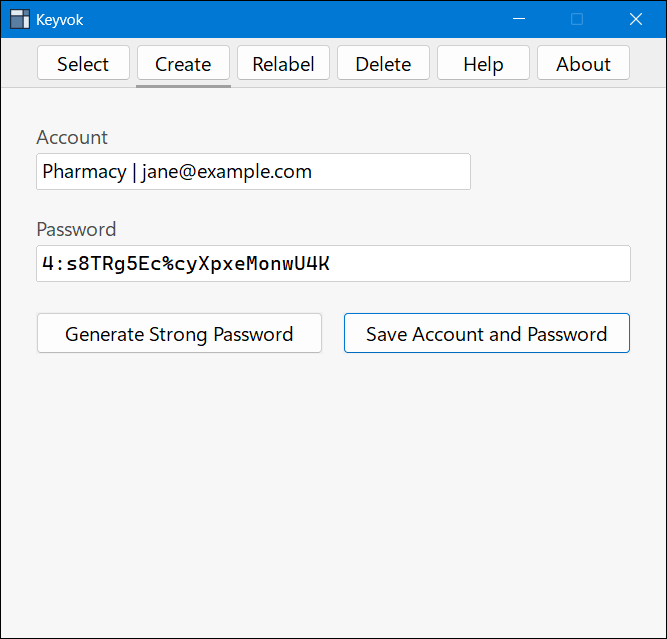 Keyvok
Select Create Relabel Delete Help About
Account
Pharmacy | jane@example.com
Password
4:s8TRg5Ec%cyXpxeMonwU4K
Generate Strong Password Save Account and Password